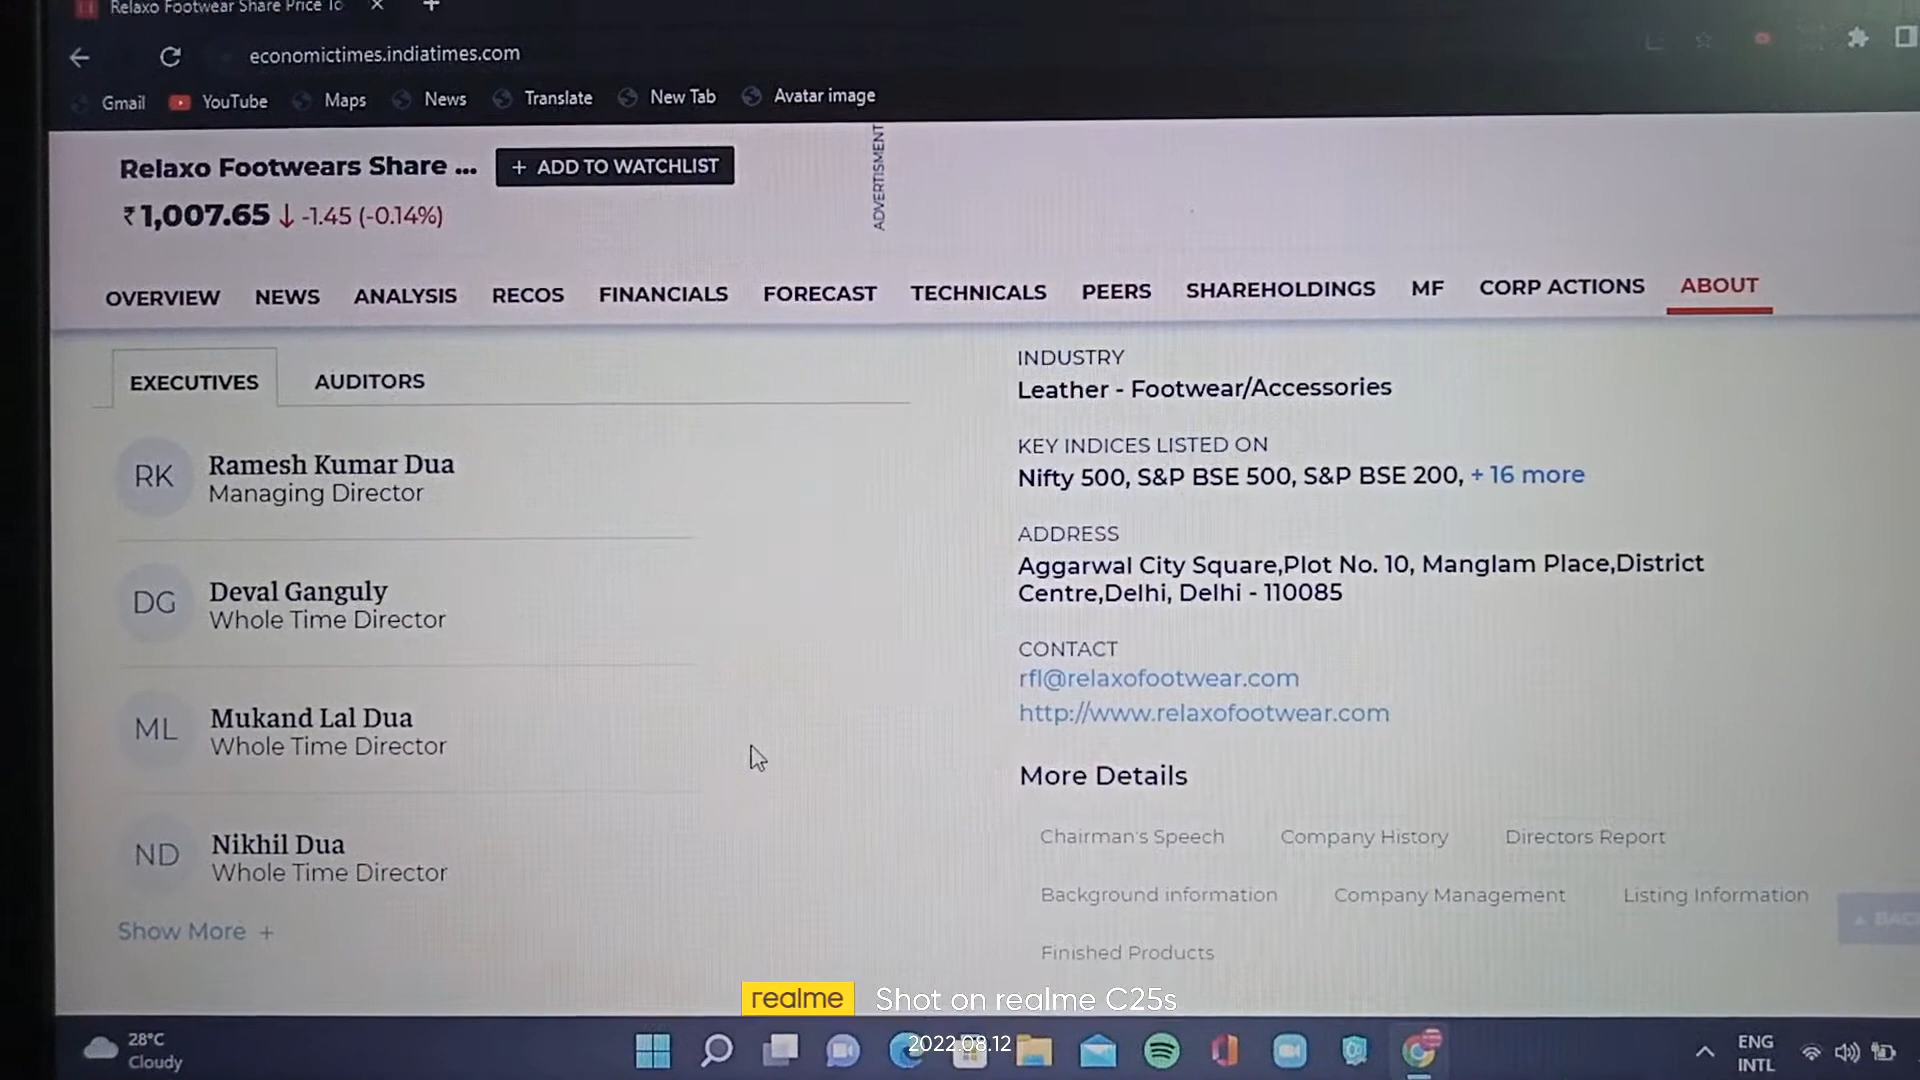 Relaxo Footwear Share Price To
economictimes.indiatimes.com
Gmail YouTube Maps News Translate New Tab Avatar image
Relaxo Footwears Share ... + ADD TO WATCHLIST
₹1,007.65 ↓ -1.45 (-0.14%)
ADVERTISMENT
OVERVIEW NEWS ANALYSIS RECOS FINANCIALS FORECAST TECHNICALS PEERS SHAREHOLDINGS MF CORP ACTIONS ABOUT
EXECUTIVES AUDITORS
RK Ramesh Kumar Dua
Managing Director
DG Deval Ganguly
Whole Time Director
ML Mukand Lal Dua
Whole Time Director
ND Nikhil Dua
Whole Time Director
Show More +
INDUSTRY
Leather - Footwear/Accessories
KEY INDICES LISTED ON
Nifty 500, S&P BSE 500, S&P BSE 200, + 16 more
ADDRESS
Aggarwal City Square,Plot No. 10, Manglam Place,District
Centre,Delhi, Delhi - 110085
CONTACT
rfl@relaxofootwear.com
http://www.relaxofootwear.com
More Details
Chairman's Speech Company History Directors Report
Background information Company Management Listing Information
Finished Products
BAC
realme Shot on realme C25s
2022.08.12
28°C
Cloudy
ENG
INTL